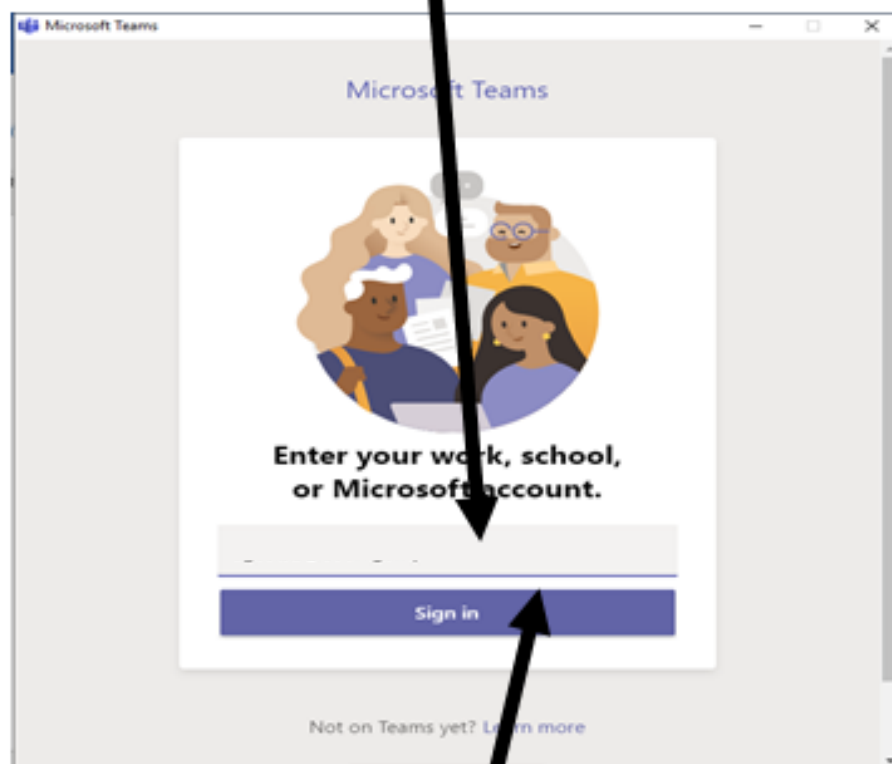 Microsoft Teams
Microsoft Teams
Enter your work, school,
or Microsoft account.
Sign in
Not on Teams yet? Learn more